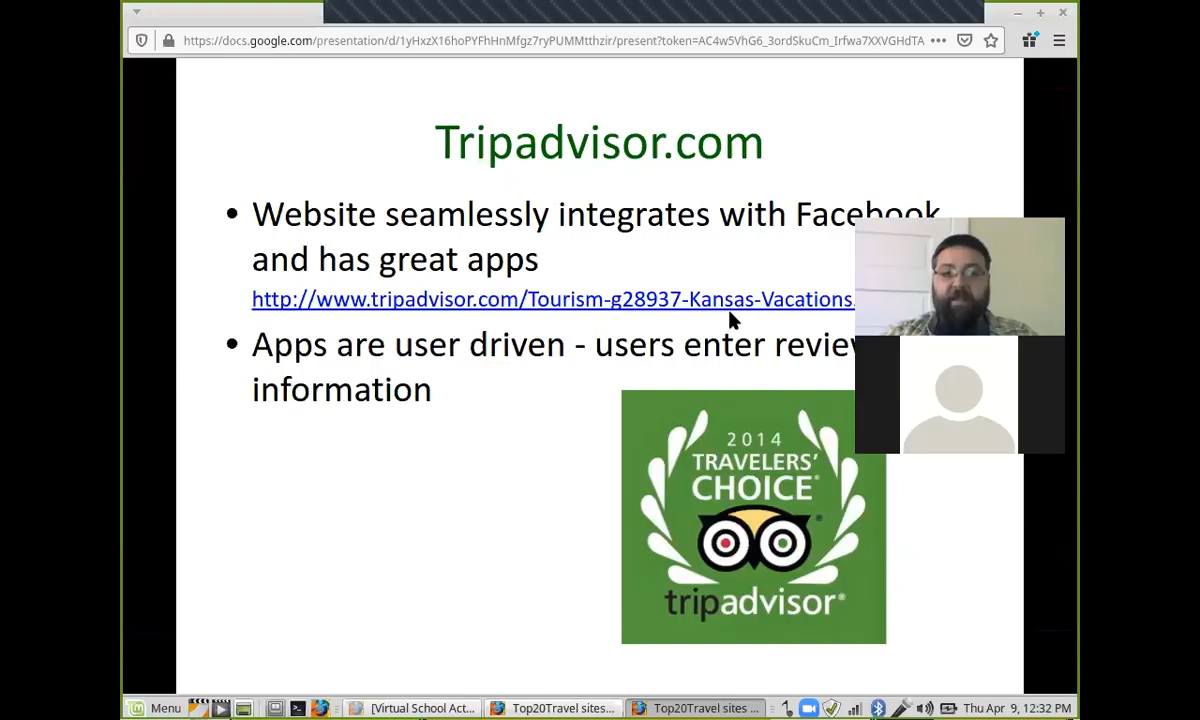 https://docs.google.com/presentation/d/1yHxzX16hoPYFhHnMfgz7ryPUMMtthzir/present?token=AC4w5VhG6_3ordSkuCm_Irfwa7XXVGHdTA
Tripadvisor.com
• Website seamlessly integrates with Facebook
and has great apps
http://www.tripadvisor.com/Tourism-g28937-Kansas-Vacations.
• Apps are user driven - users enter review
information
2014
TRAVELERS'
CHOICE®
tripadvisor®
Menu
[Virtual School Act...
Top20Travel sites...
Top20Travel sites ...
Thu Apr 9, 12:32 PM